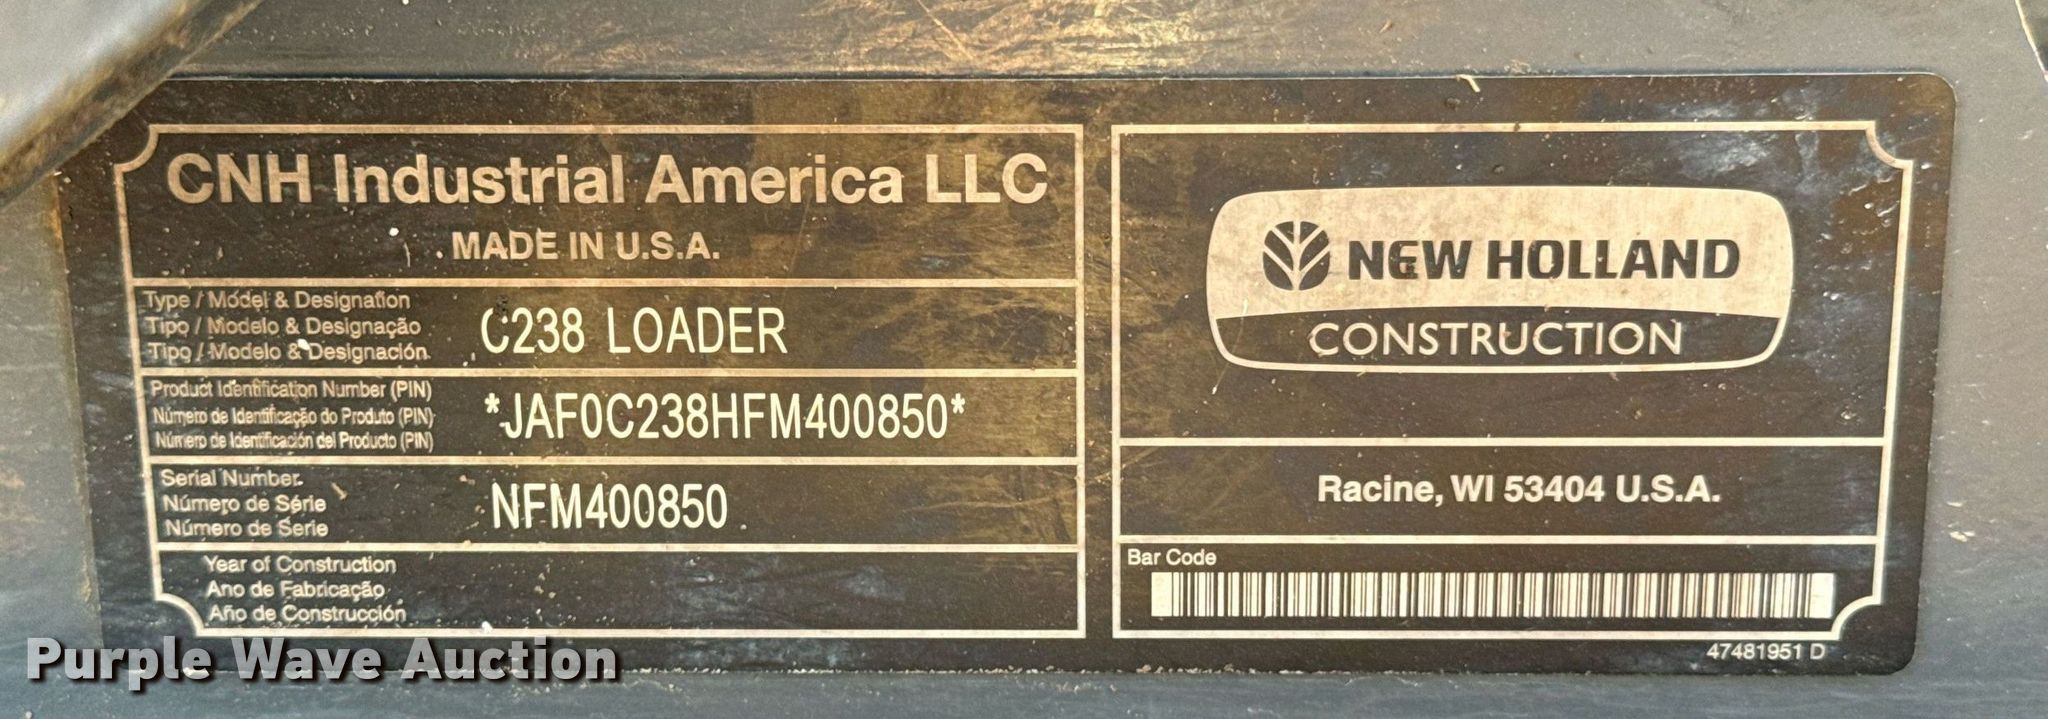 CNH Industrial America LLC
MADE IN U.S.A.
Type / Model & Designation
Tipo / Modelo & Designação
Tipo / Modelo & Designación
C238 LOADER
Product Identification Number (PIN)
Número de Identificação do Produto (PIN)
Número de Identificación del Producto (PIN)
*JAF0C238HFM400850*
Serial Number
Número de Série
Número de Serie
NFM400850
Year of Construction
Ano de Fabricação
Año de Construcción
NEW HOLLAND
CONSTRUCTION
Racine, WI 53404 U.S.A.
Bar Code
47481951 D
Purple Wave Auction